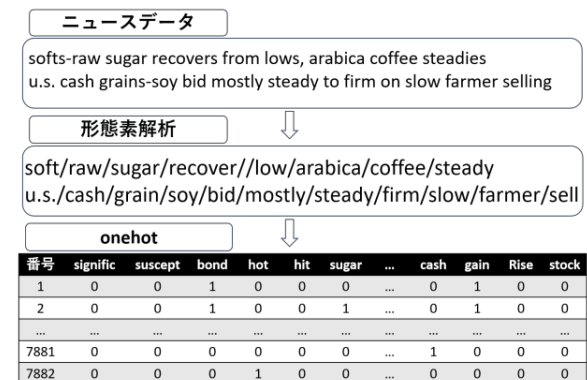 ニュースデータ
softs-raw sugar recovers from lows, arabica coffee steadies
u.s. cash grains-soy bid mostly steady to firm on slow farmer selling
形態素解析
soft/raw/sugar/recover//low/arabica/coffee/steady
u.s./cash/grain/soy/bid/mostly/steady/firm/slow/farmer/sell
onehot
番号 signific suscept bond hot hit sugar ... cash gain Rise stock
1 0 0 1 0 0 0 ... 0 1 0 0
2 0 0 1 0 0 1 ... 0 1 0 0
... ... ... ... ... ... ... ... ... ... ... ...
7881 0 0 0 0 0 0 ... 1 0 0 0
7882 0 0 0 1 0 0 ... 0 0 0 0